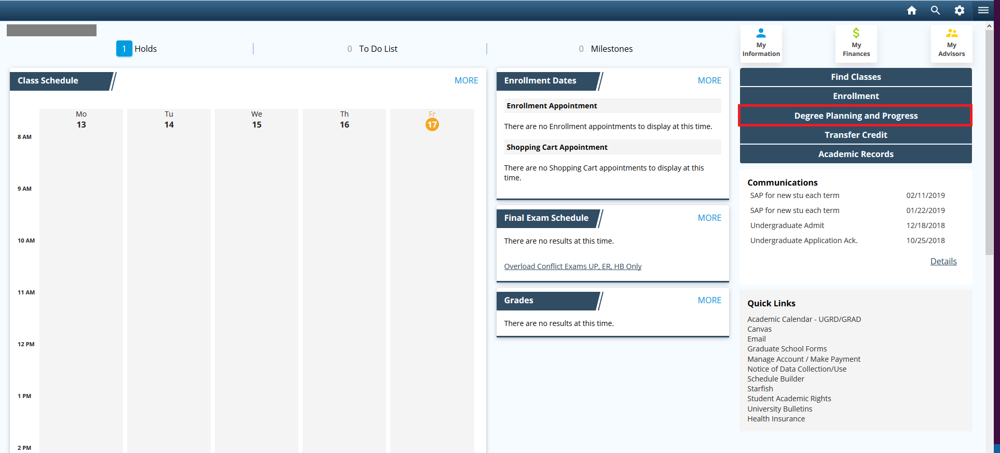 1 Holds
0 To Do List
0 Milestones
My
Information
My
Finances
My
Advisors
Class Schedule
MORE
Mo
13
Tu
14
We
15
Th
16
Fr
17
8 AM
9 AM
10 AM
11 AM
12 PM
1 PM
2 PM
Enrollment Dates
MORE
Enrollment Appointment
There are no Enrollment appointments to display at this time.
Shopping Cart Appointment
There are no Shopping Cart appointments to display at this
time.
Final Exam Schedule
MORE
There are no results at this time.
Overload Conflict Exams UP, ER, HB Only
Grades
MORE
There are no results at this time.
Find Classes
Enrollment
Degree Planning and Progress
Transfer Credit
Academic Records
Communications
SAP for new stu each term 02/11/2019
SAP for new stu each term 01/22/2019
Undergraduate Admit 12/18/2018
Undergraduate Application Ack. 10/25/2018
Details
Quick Links
Academic Calendar - UGRD/GRAD
Canvas
Email
Graduate School Forms
Manage Account / Make Payment
Notice of Data Collection/Use
Schedule Builder
Starfish
Student Academic Rights
University Bulletins
Health Insurance